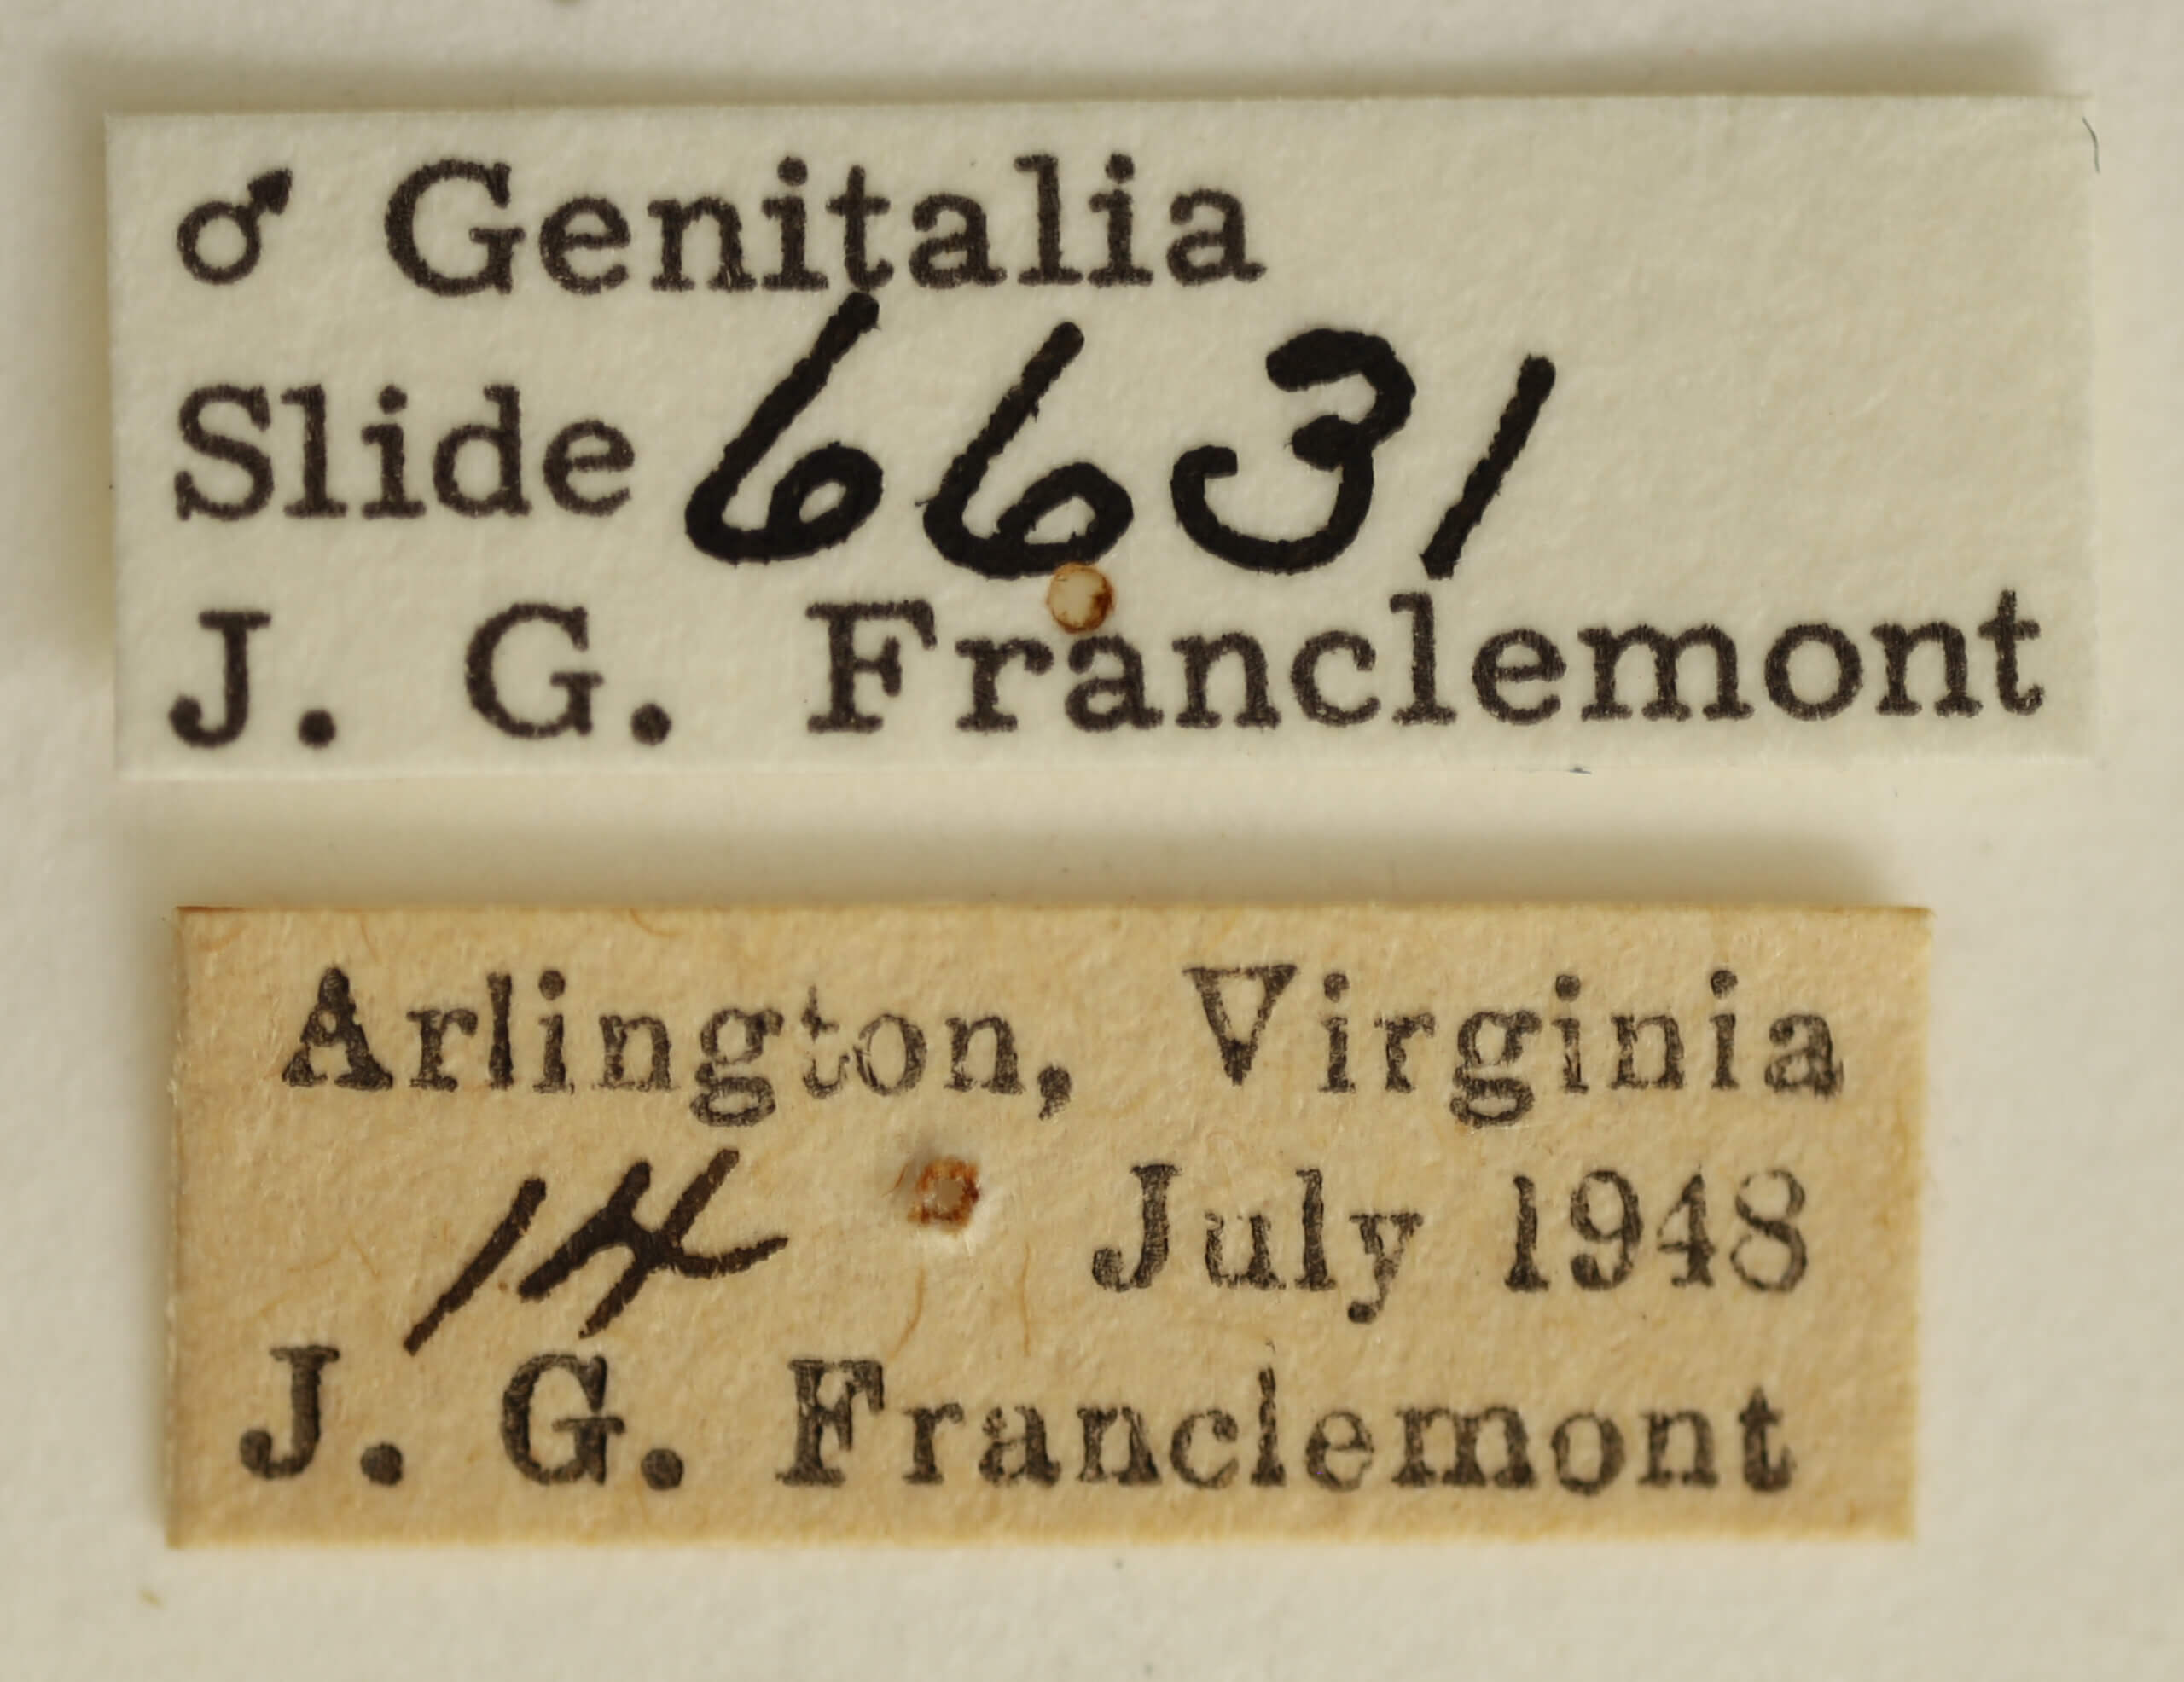 ♂ Genitalia
Slide 6631
J. G. Franclemont
Arlington, Virginia
14 July 1948
J. G. Franclemont